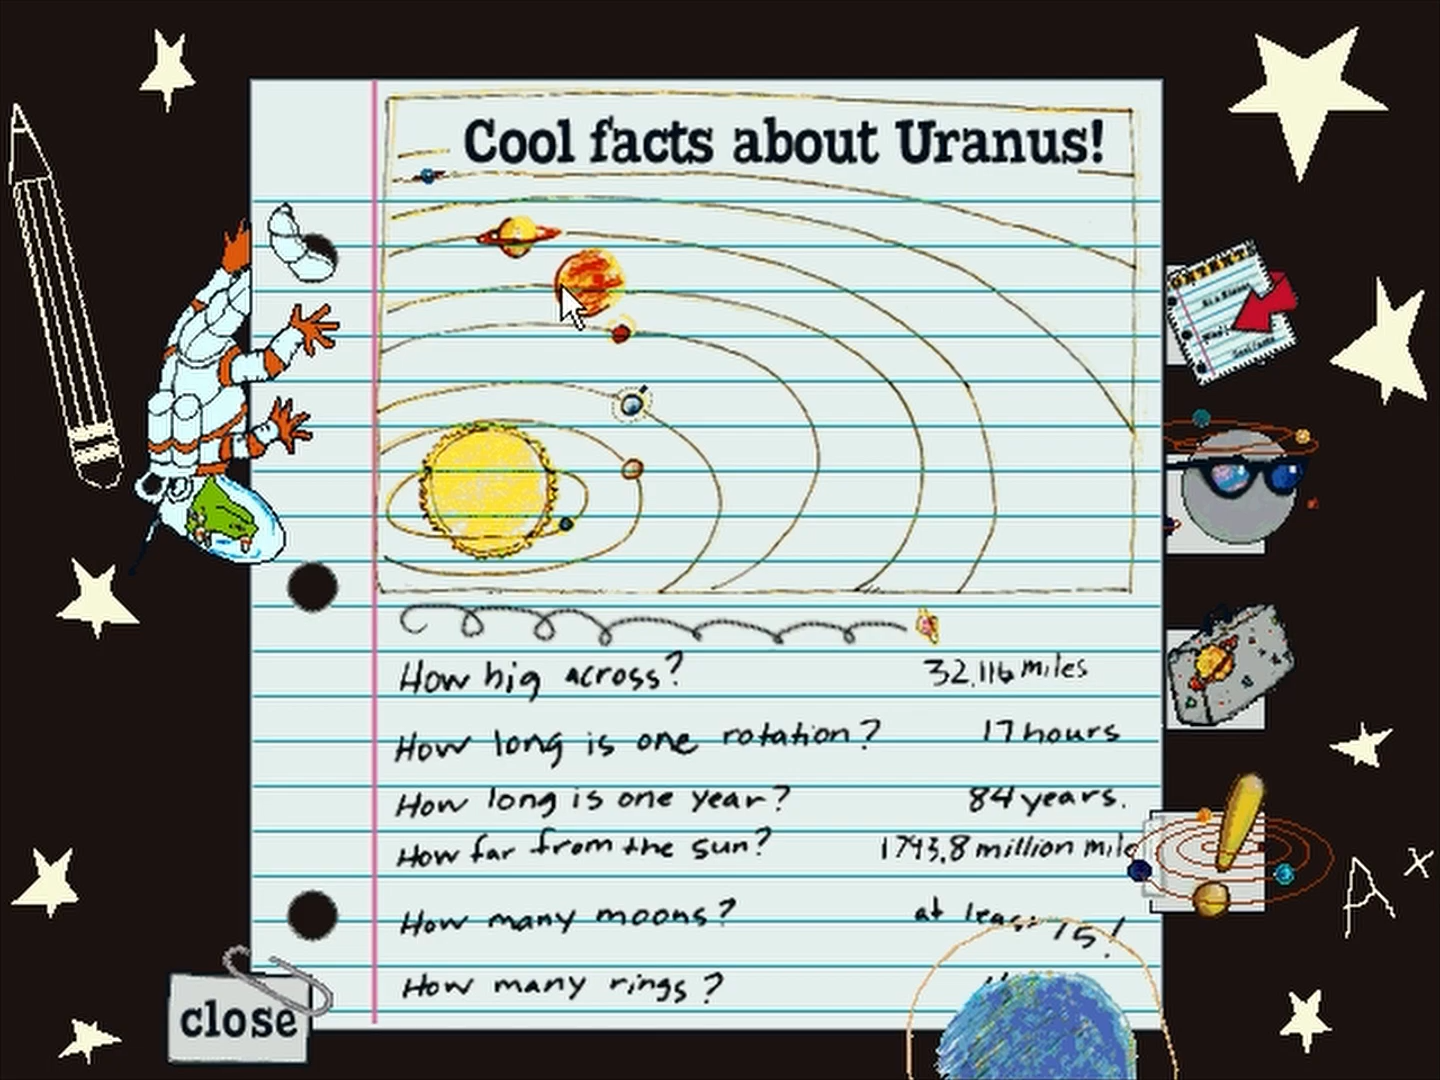 Cool facts about Uranus!
How big across? 32,116 miles
How long is one rotation? 17 hours
How long is one year? 84 years.
How far from the sun? 1793.8 million mile
How many moons? at least 15!
How many rings?
A x
close